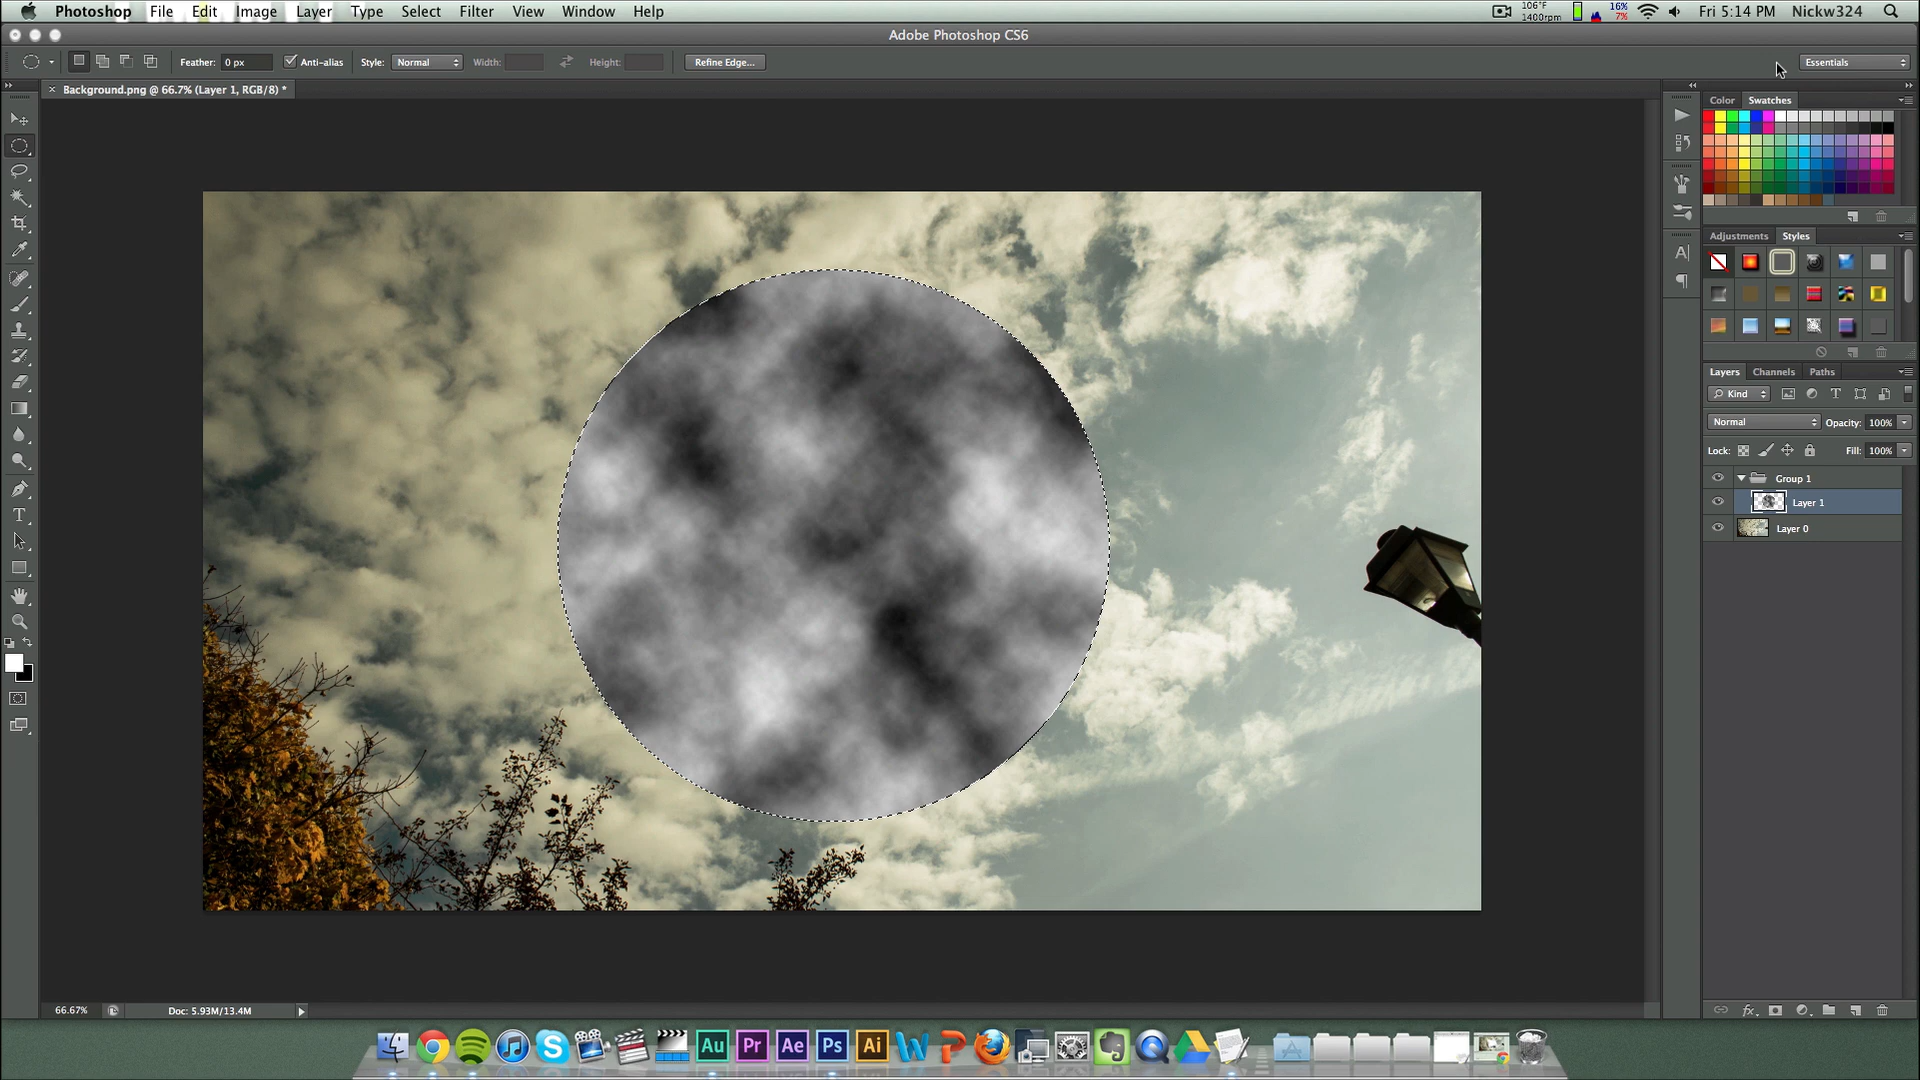 Photoshop File Edit Image Layer Type Select Filter View Window Help 106°F 1400rpm 16% 7% Fri 5:14 PM Nickw324
Adobe Photoshop CS6
Feather: 0 px Anti-alias Style: Normal Width: Height: Refine Edge... Essentials
Background.png @ 66.7% (Layer 1, RGB/8) *
Color Swatches
Adjustments Styles
Layers Channels Paths
Kind
Normal Opacity: 100%
Lock: Fill: 100%
Group 1
Layer 1
Layer 0
66.67% Doc: 5.93M/13.4M
Au Pr Ae Ps Ai